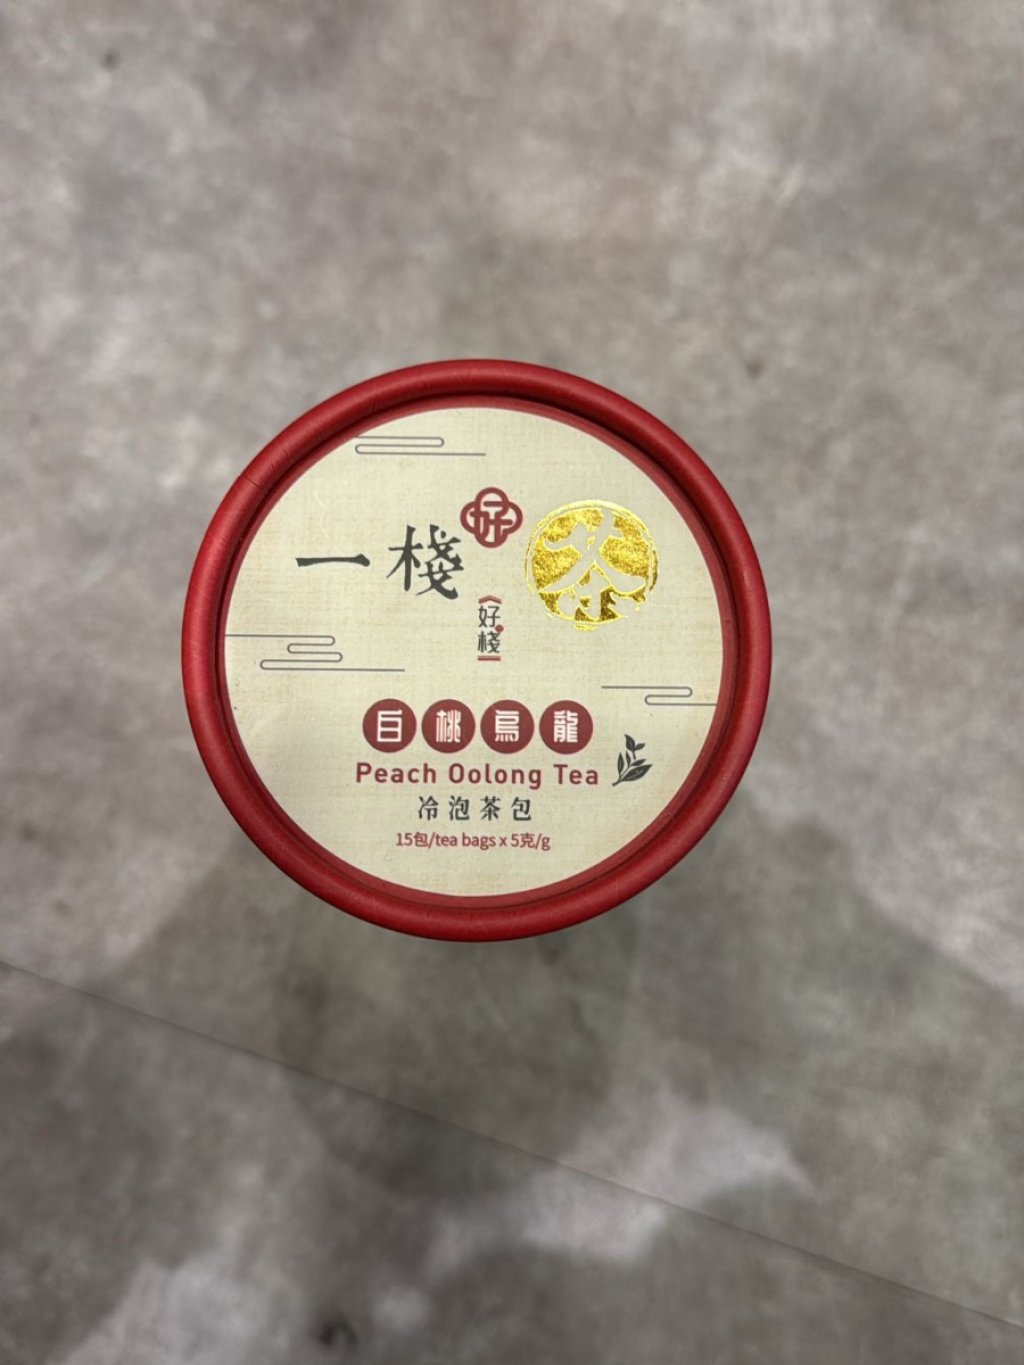 好
一棧
茶
好棧
白桃烏龍
Peach Oolong Tea
冷泡茶包
15包/tea bags x 5克/g